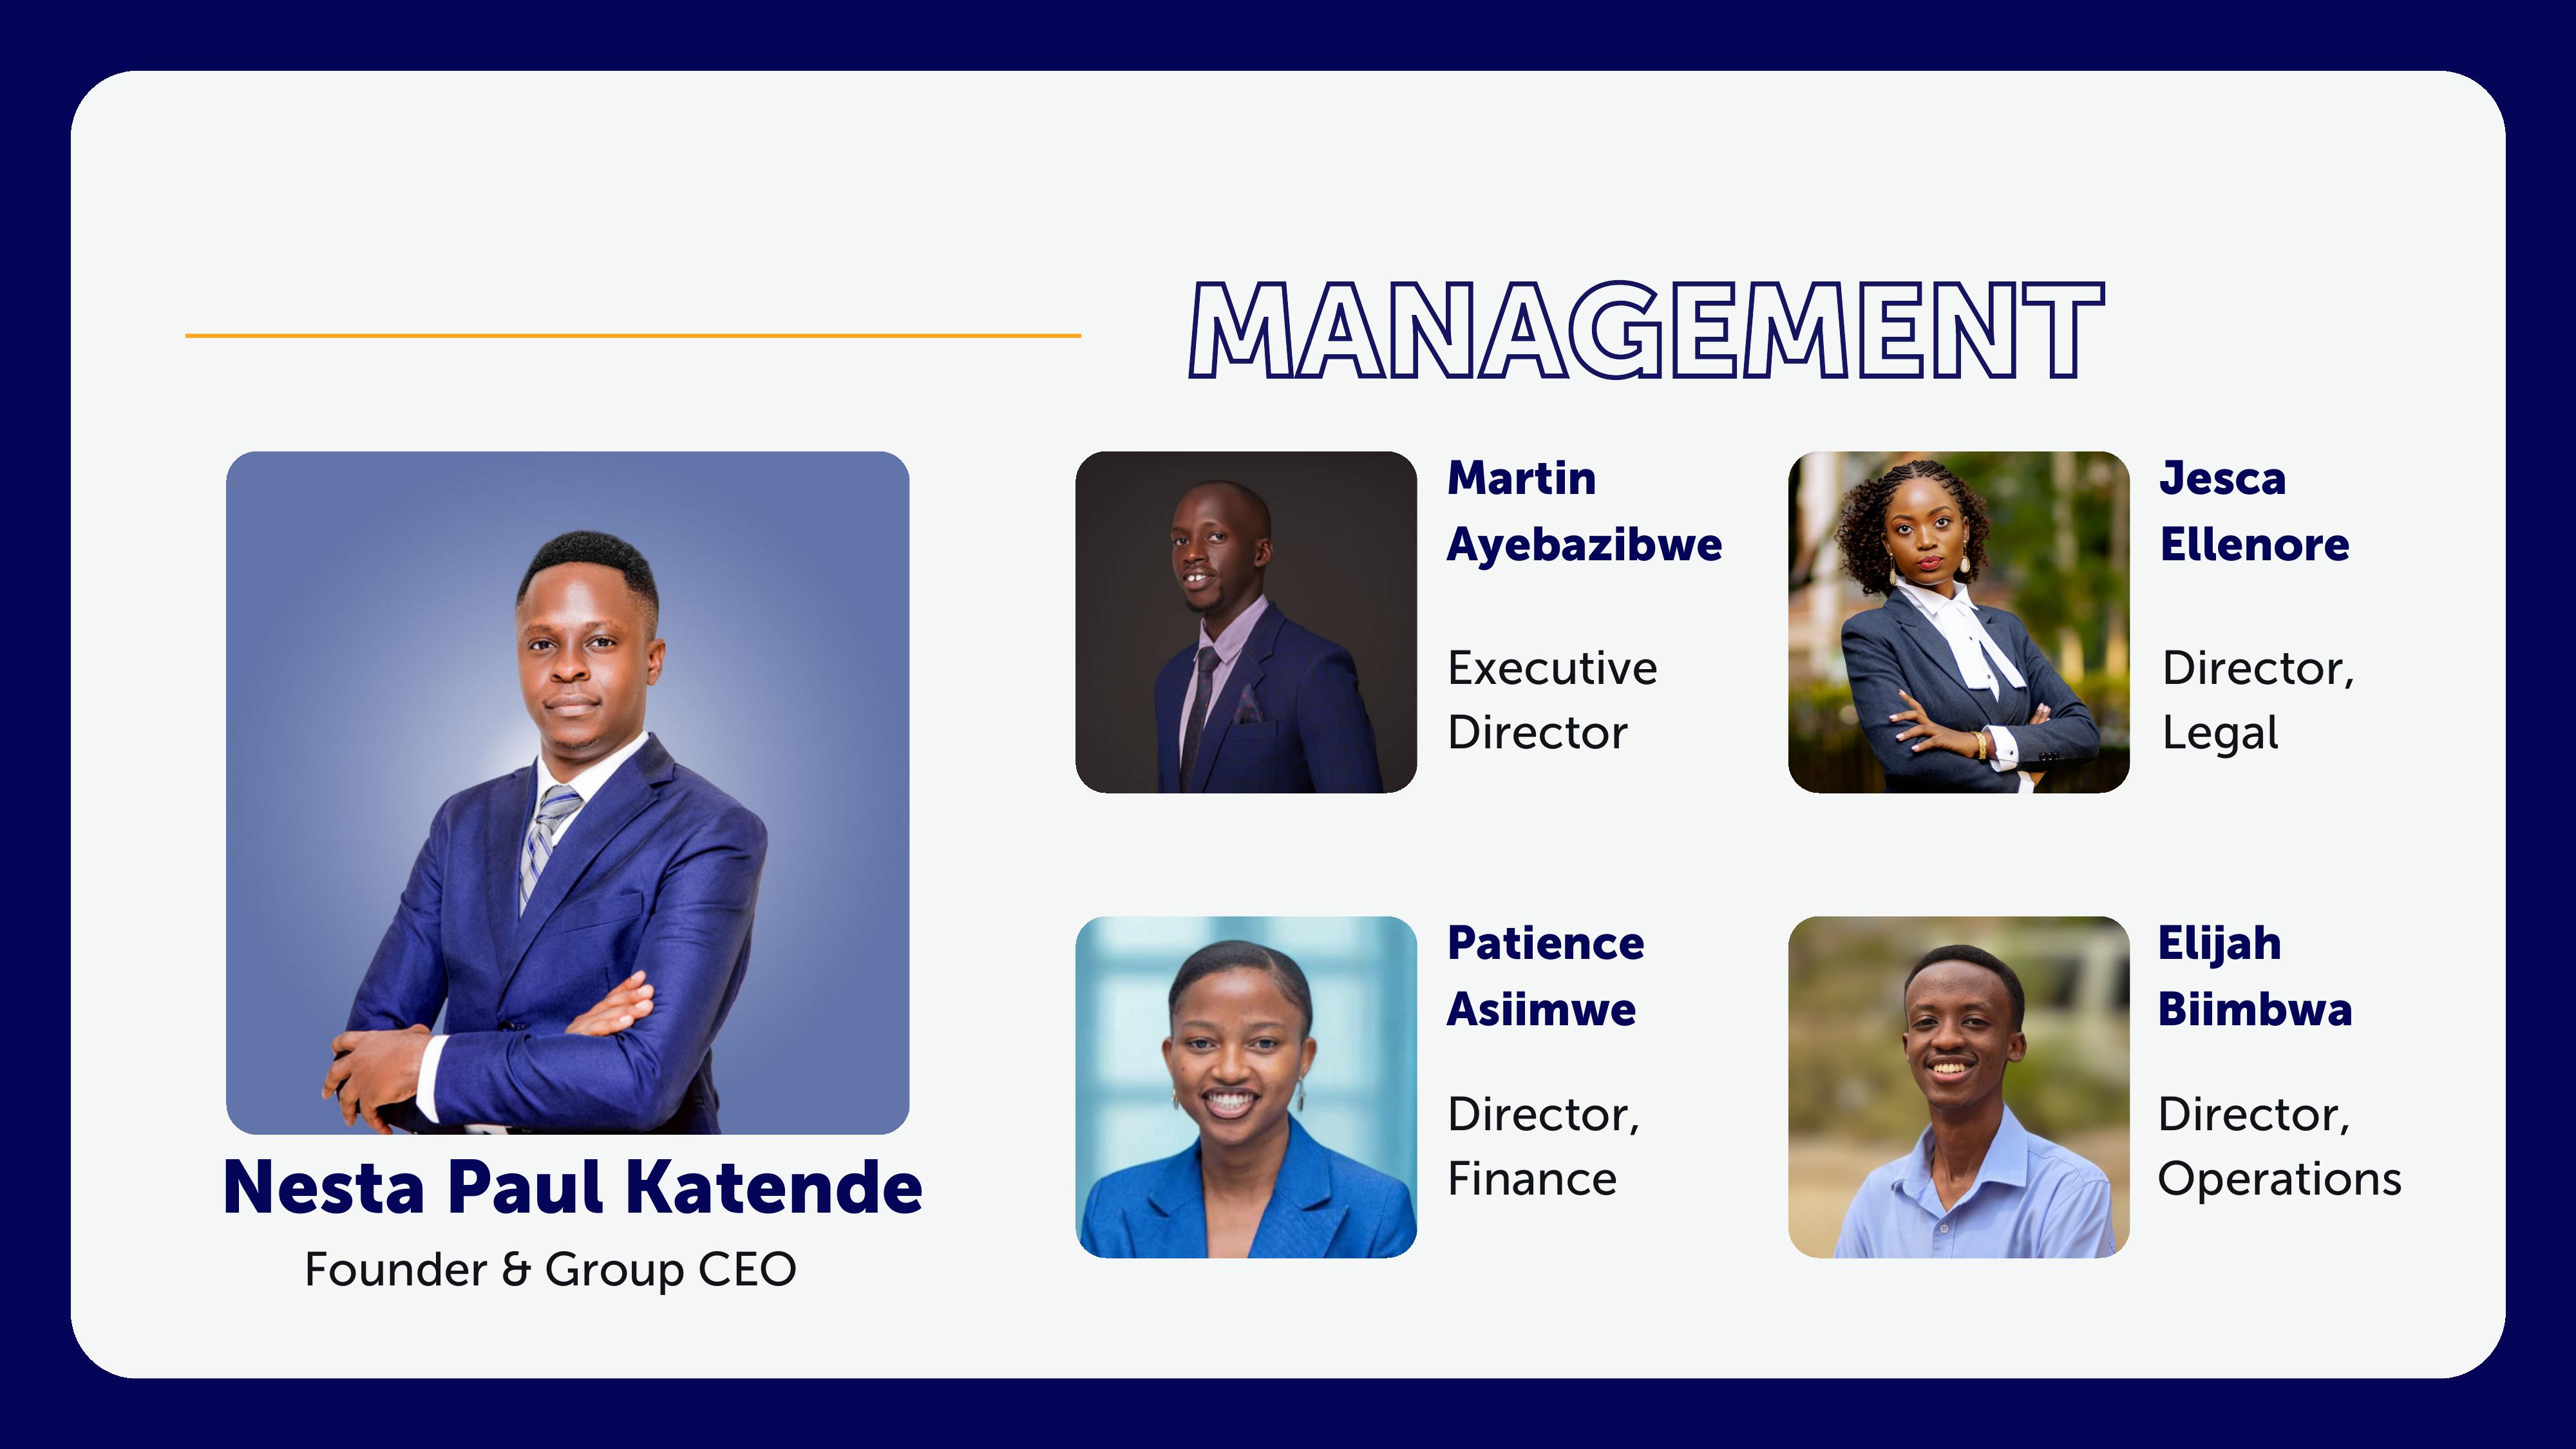 MANAGEMENT
Nesta Paul Katende
Founder & Group CEO
Martin
Ayebazibwe
Executive
Director
Jesca
Ellenore
Director,
Legal
Patience
Asiimwe
Director,
Finance
Elijah
Biimbwa
Director,
Operations